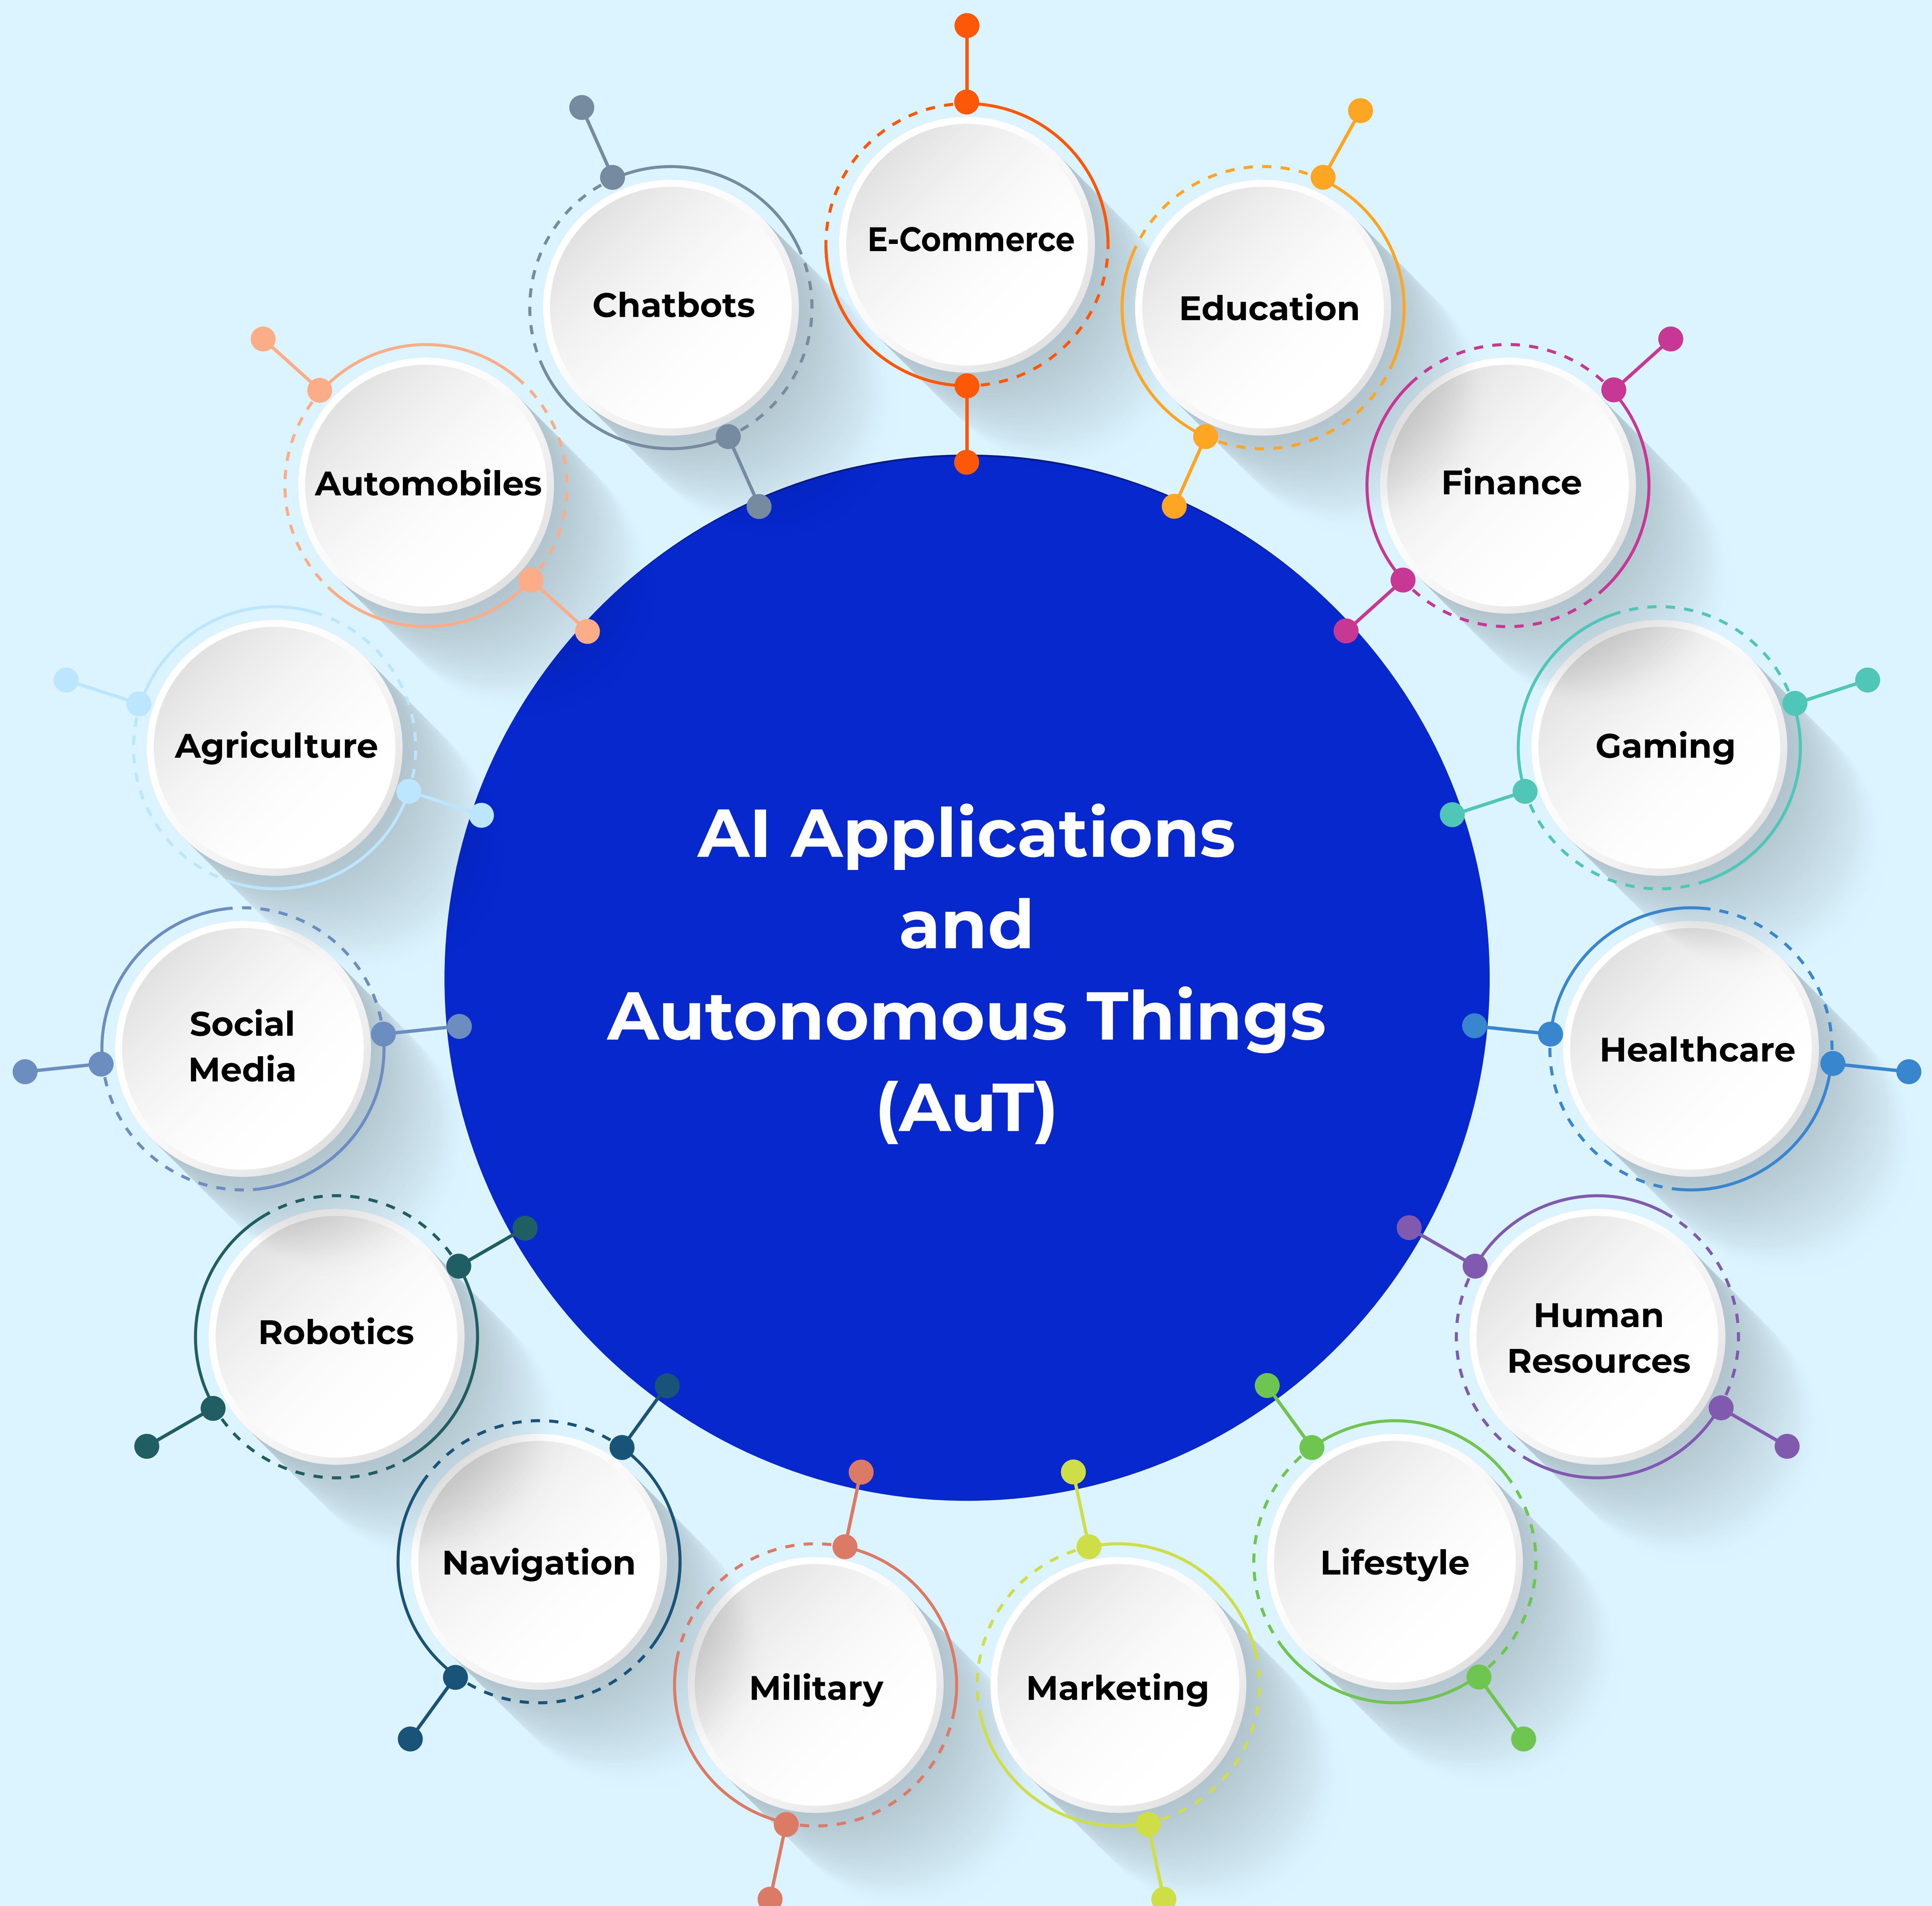 E-Commerce
Education
Finance
Gaming
Healthcare
Human
Resources
Lifestyle
Marketing
Military
Navigation
Robotics
Social
Media
Agriculture
Automobiles
Chatbots
AI Applications
and
Autonomous Things
(AuT)